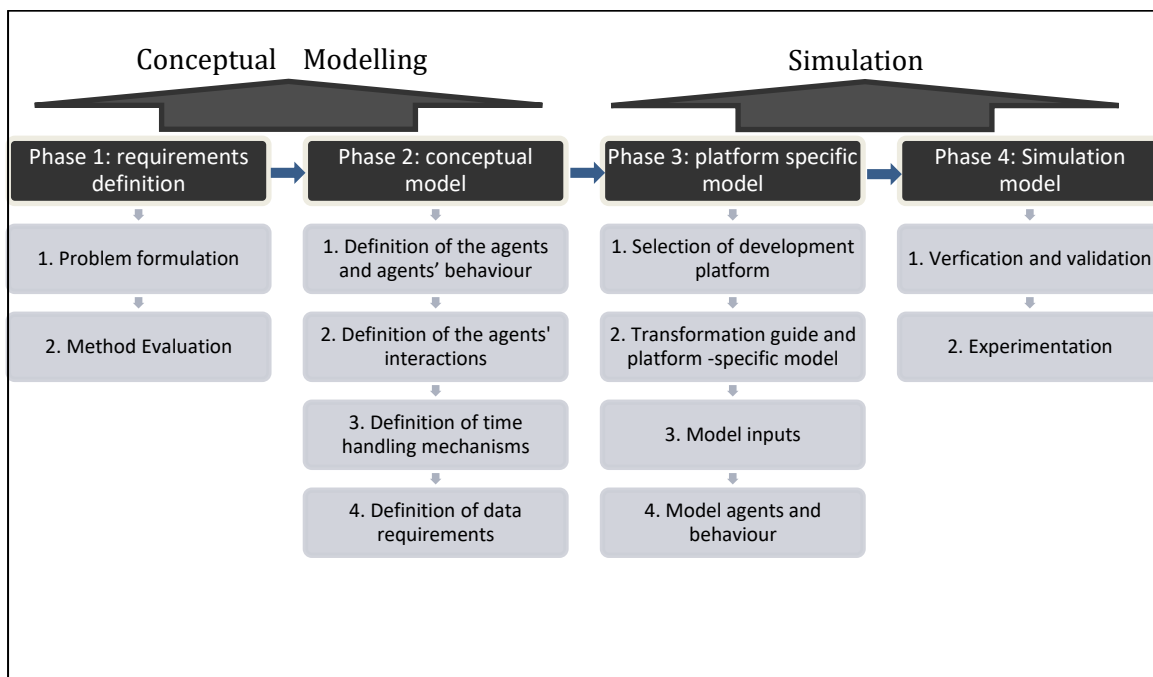 Conceptual Modelling
Simulation
Phase 1: requirements
definition
Phase 2: conceptual
model
Phase 3: platform specific
model
Phase 4: Simulation
model
1. Problem formulation
2. Method Evaluation
1. Definition of the agents
and agents’ behaviour
2. Definition of the agents'
interactions
3. Definition of time
handling mechanisms
4. Definition of data
requirements
1. Selection of development
platform
2. Transformation guide and
platform -specific model
3. Model inputs
4. Model agents and
behaviour
1. Verfication and validation
2. Experimentation